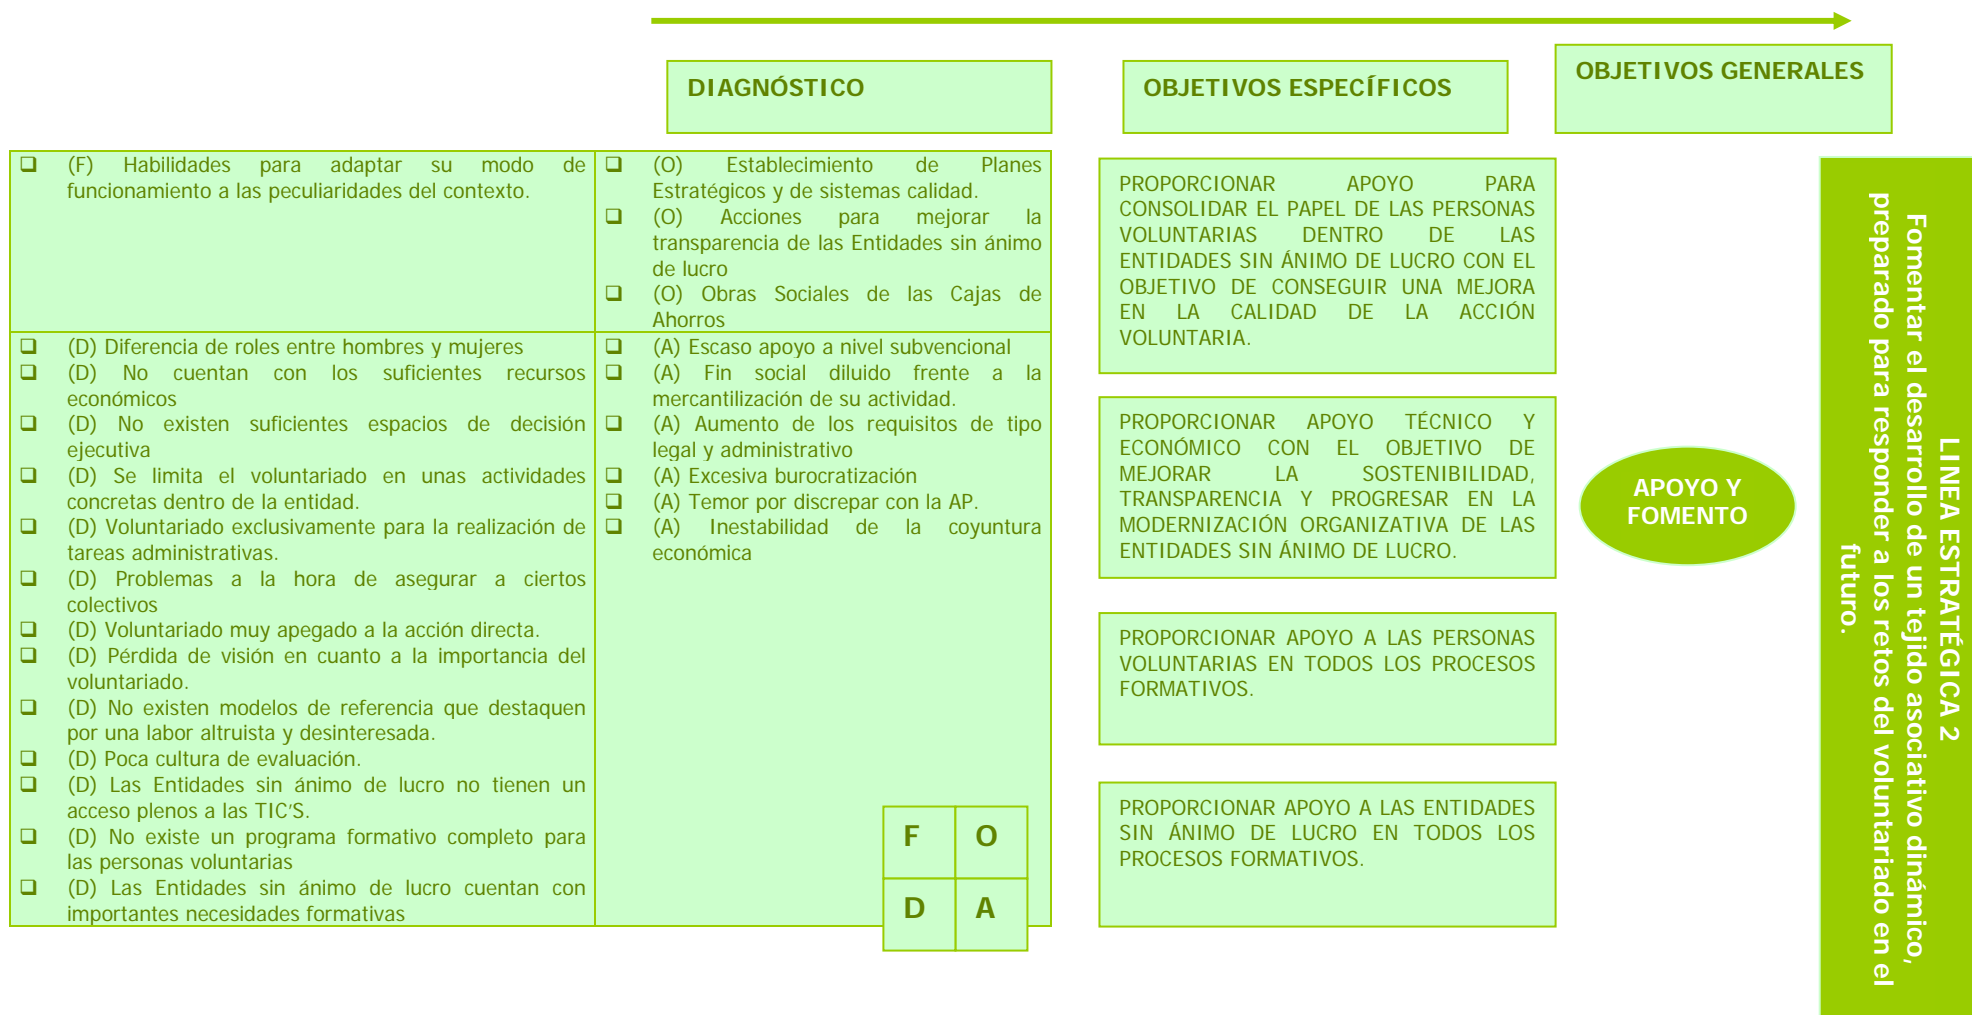 DIAGNÓSTICO
OBJETIVOS ESPECÍFICOS
OBJETIVOS GENERALES
❑ (F) Habilidades para adaptar su modo de
funcionamiento a las peculiaridades del contexto.
❑ (O) Establecimiento de Planes
Estratégicos y de sistemas calidad.
❑ (O) Acciones para mejorar la
transparencia de las Entidades sin ánimo
de lucro
❑ (O) Obras Sociales de las Cajas de
Ahorros
❑ (D) Diferencia de roles entre hombres y mujeres
❑ (D) No cuentan con los suficientes recursos
económicos
❑ (D) No existen suficientes espacios de decisión
ejecutiva
❑ (D) Se limita el voluntariado en unas actividades
concretas dentro de la entidad.
❑ (D) Voluntariado exclusivamente para la realización de
tareas administrativas.
❑ (D) Problemas a la hora de asegurar a ciertos
colectivos
❑ (D) Voluntariado muy apegado a la acción directa.
❑ (D) Pérdida de visión en cuanto a la importancia del
voluntariado.
❑ (D) No existen modelos de referencia que destaquen
por una labor altruista y desinteresada.
❑ (D) Poca cultura de evaluación.
❑ (D) Las Entidades sin ánimo de lucro no tienen un
acceso plenos a las TIC'S.
❑ (D) No existe un programa formativo completo para
las personas voluntarias
❑ (D) Las Entidades sin ánimo de lucro cuentan con
importantes necesidades formativas
❑ (A) Escaso apoyo a nivel subvencional
❑ (A) Fin social diluido frente a la
mercantilización de su actividad.
❑ (A) Aumento de los requisitos de tipo
legal y administrativo
❑ (A) Excesiva burocratización
❑ (A) Temor por discrepar con la AP.
❑ (A) Inestabilidad de la coyuntura
económica
F O
D A
PROPORCIONAR APOYO PARA
CONSOLIDAR EL PAPEL DE LAS PERSONAS
VOLUNTARIAS DENTRO DE LAS
ENTIDADES SIN ÁNIMO DE LUCRO CON EL
OBJETIVO DE CONSEGUIR UNA MEJORA
EN LA CALIDAD DE LA ACCIÓN
VOLUNTARIA.
PROPORCIONAR APOYO TÉCNICO Y
ECONÓMICO CON EL OBJETIVO DE
MEJORAR LA SOSTENIBILIDAD,
TRANSPARENCIA Y PROGRESAR EN LA
MODERNIZACIÓN ORGANIZATIVA DE LAS
ENTIDADES SIN ÁNIMO DE LUCRO.
PROPORCIONAR APOYO A LAS PERSONAS
VOLUNTARIAS EN TODOS LOS PROCESOS
FORMATIVOS.
PROPORCIONAR APOYO A LAS ENTIDADES
SIN ÁNIMO DE LUCRO EN TODOS LOS
PROCESOS FORMATIVOS.
APOYO Y
FOMENTO
LINEA ESTRATÉGICA 2
Fomentar el desarrollo de un tejido asociativo dinámico,
preparado para responder a los retos del voluntariado en el
futuro.